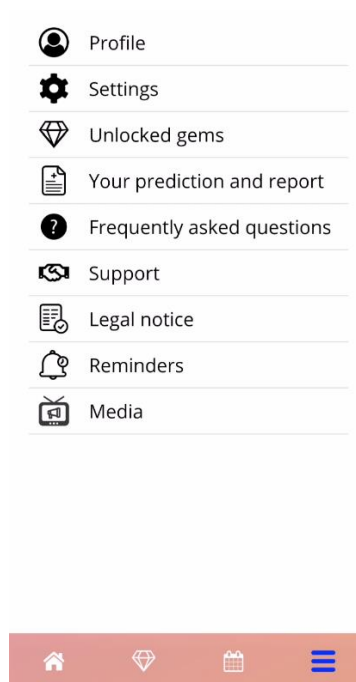 Profile
Settings
Unlocked gems
Your prediction and report
Frequently asked questions
Support
Legal notice
Reminders
Media